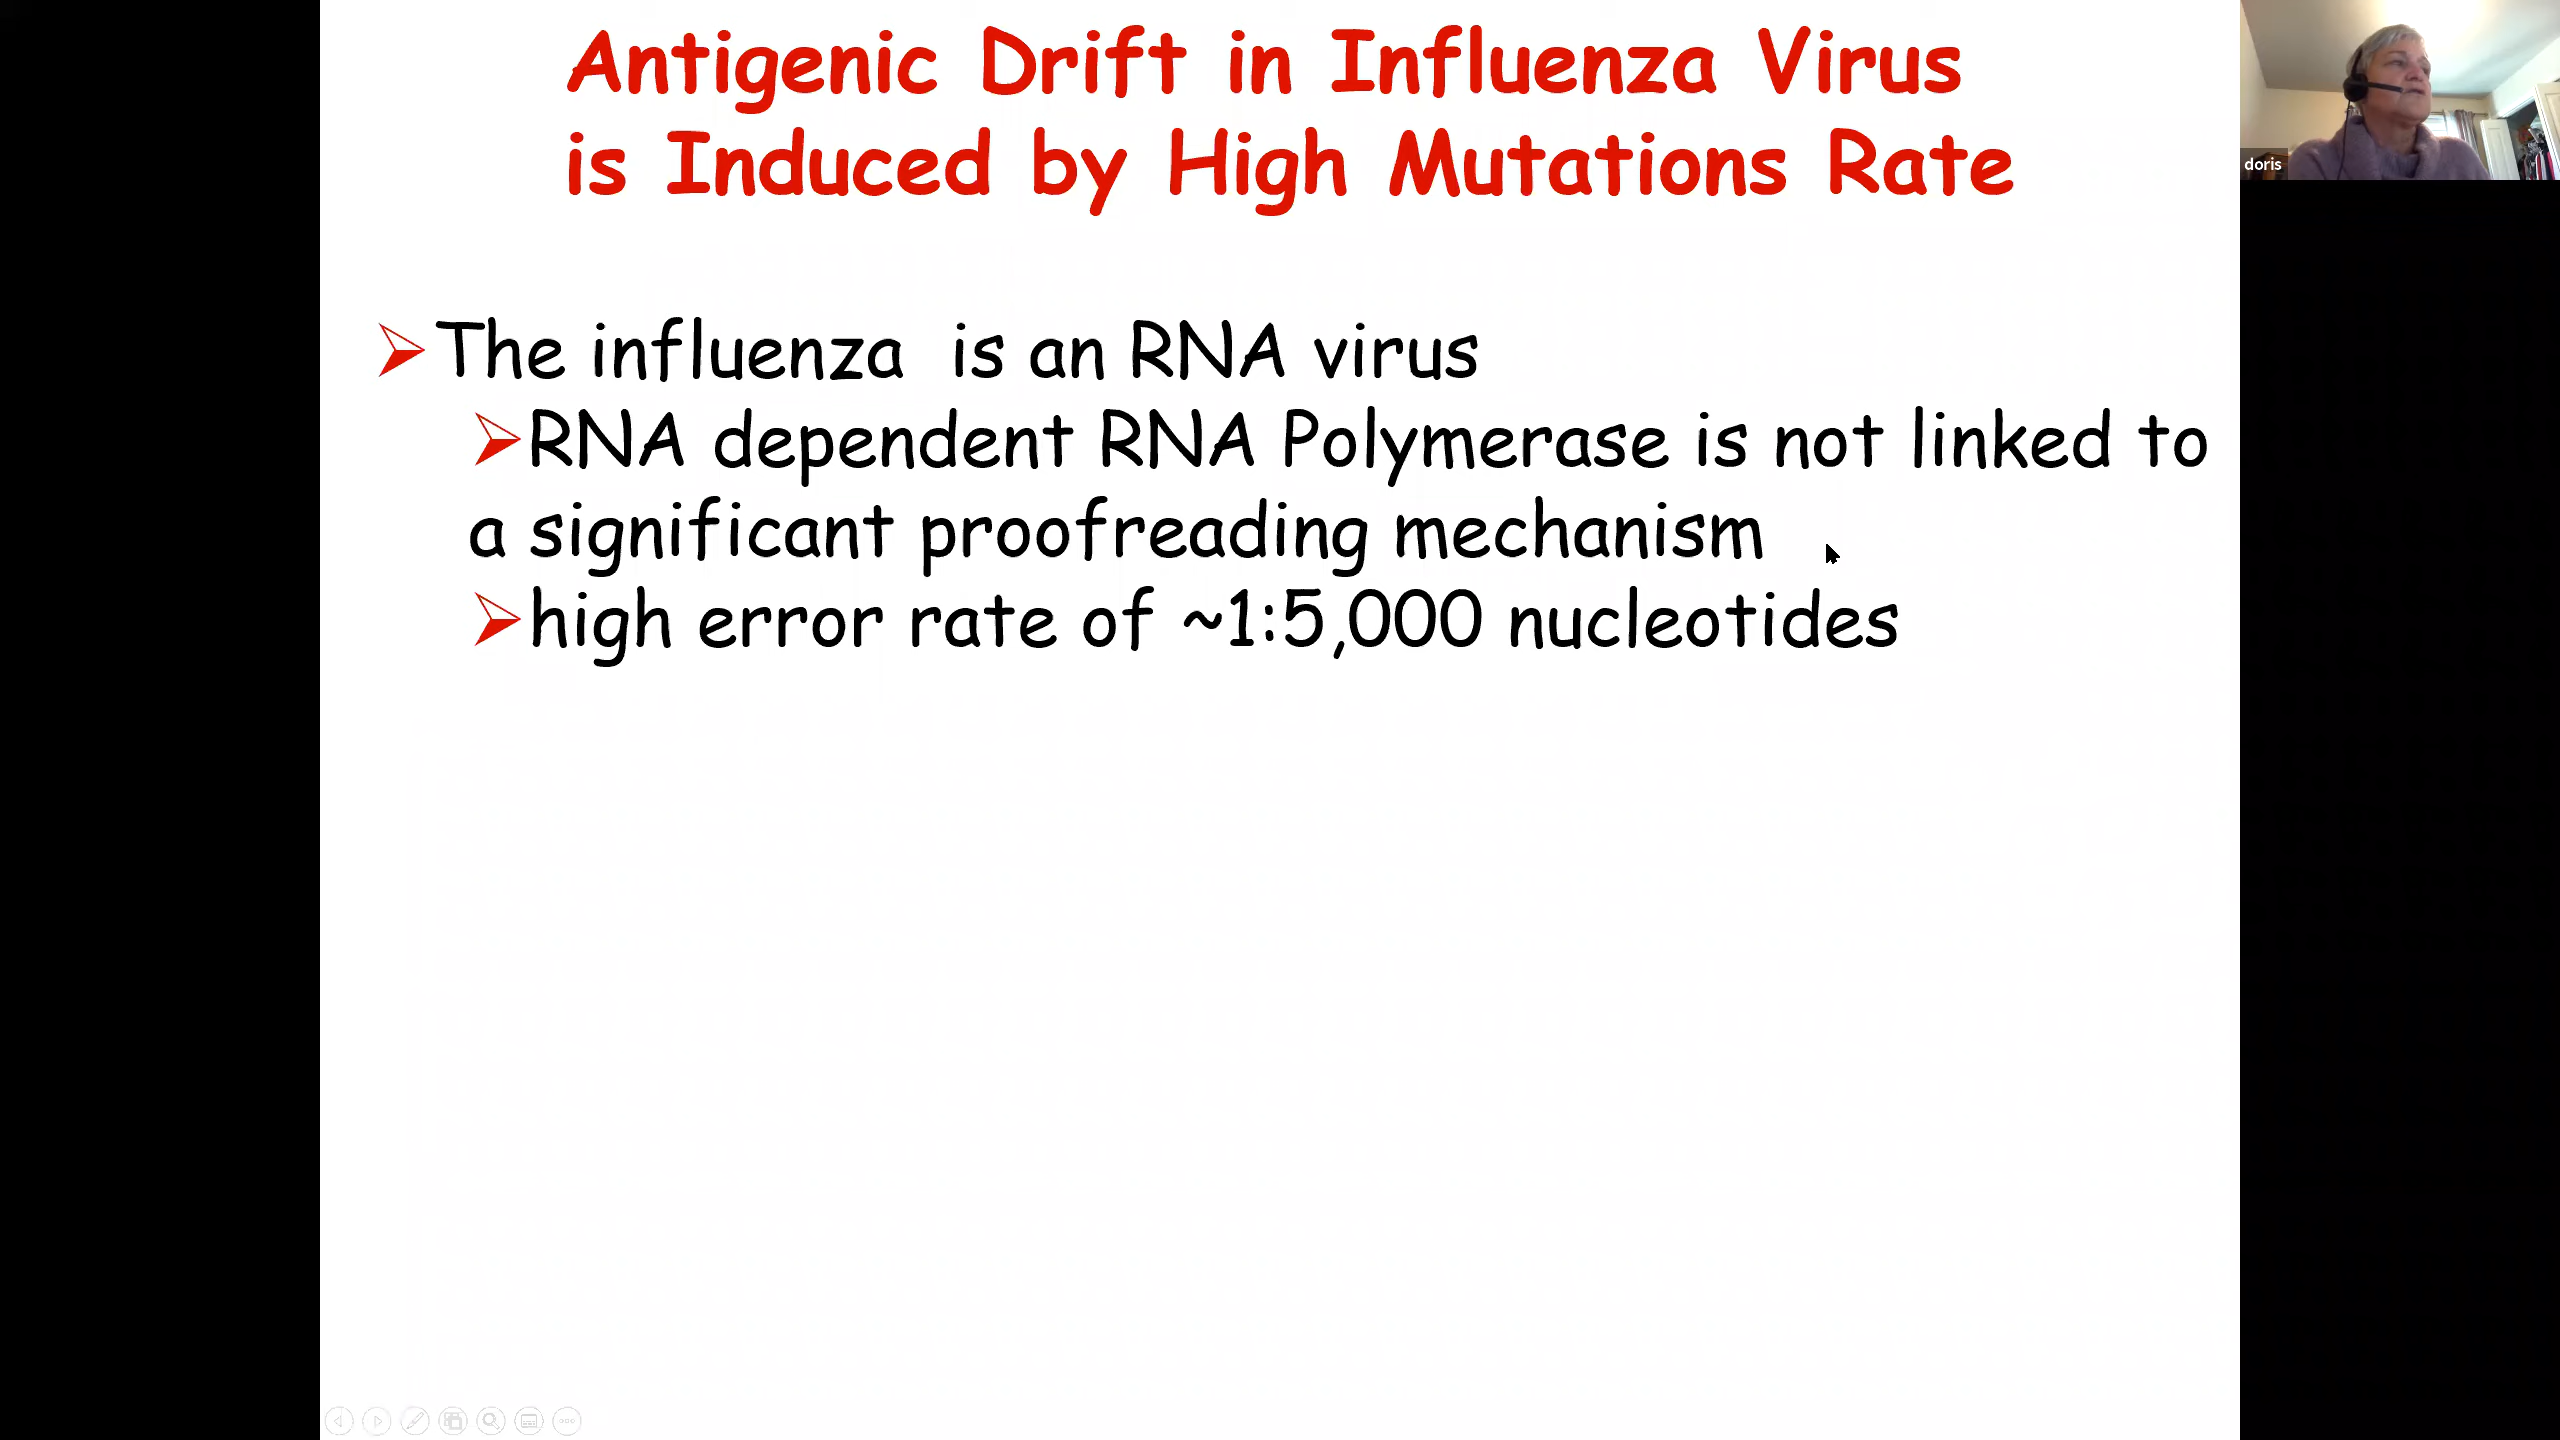 Antigenic Drift in Influenza Virus
is Induced by High Mutations Rate
The influenza is an RNA virus
RNA dependent RNA Polymerase is not linked to
a significant proofreading mechanism
high error rate of ~1:5,000 nucleotides
doris